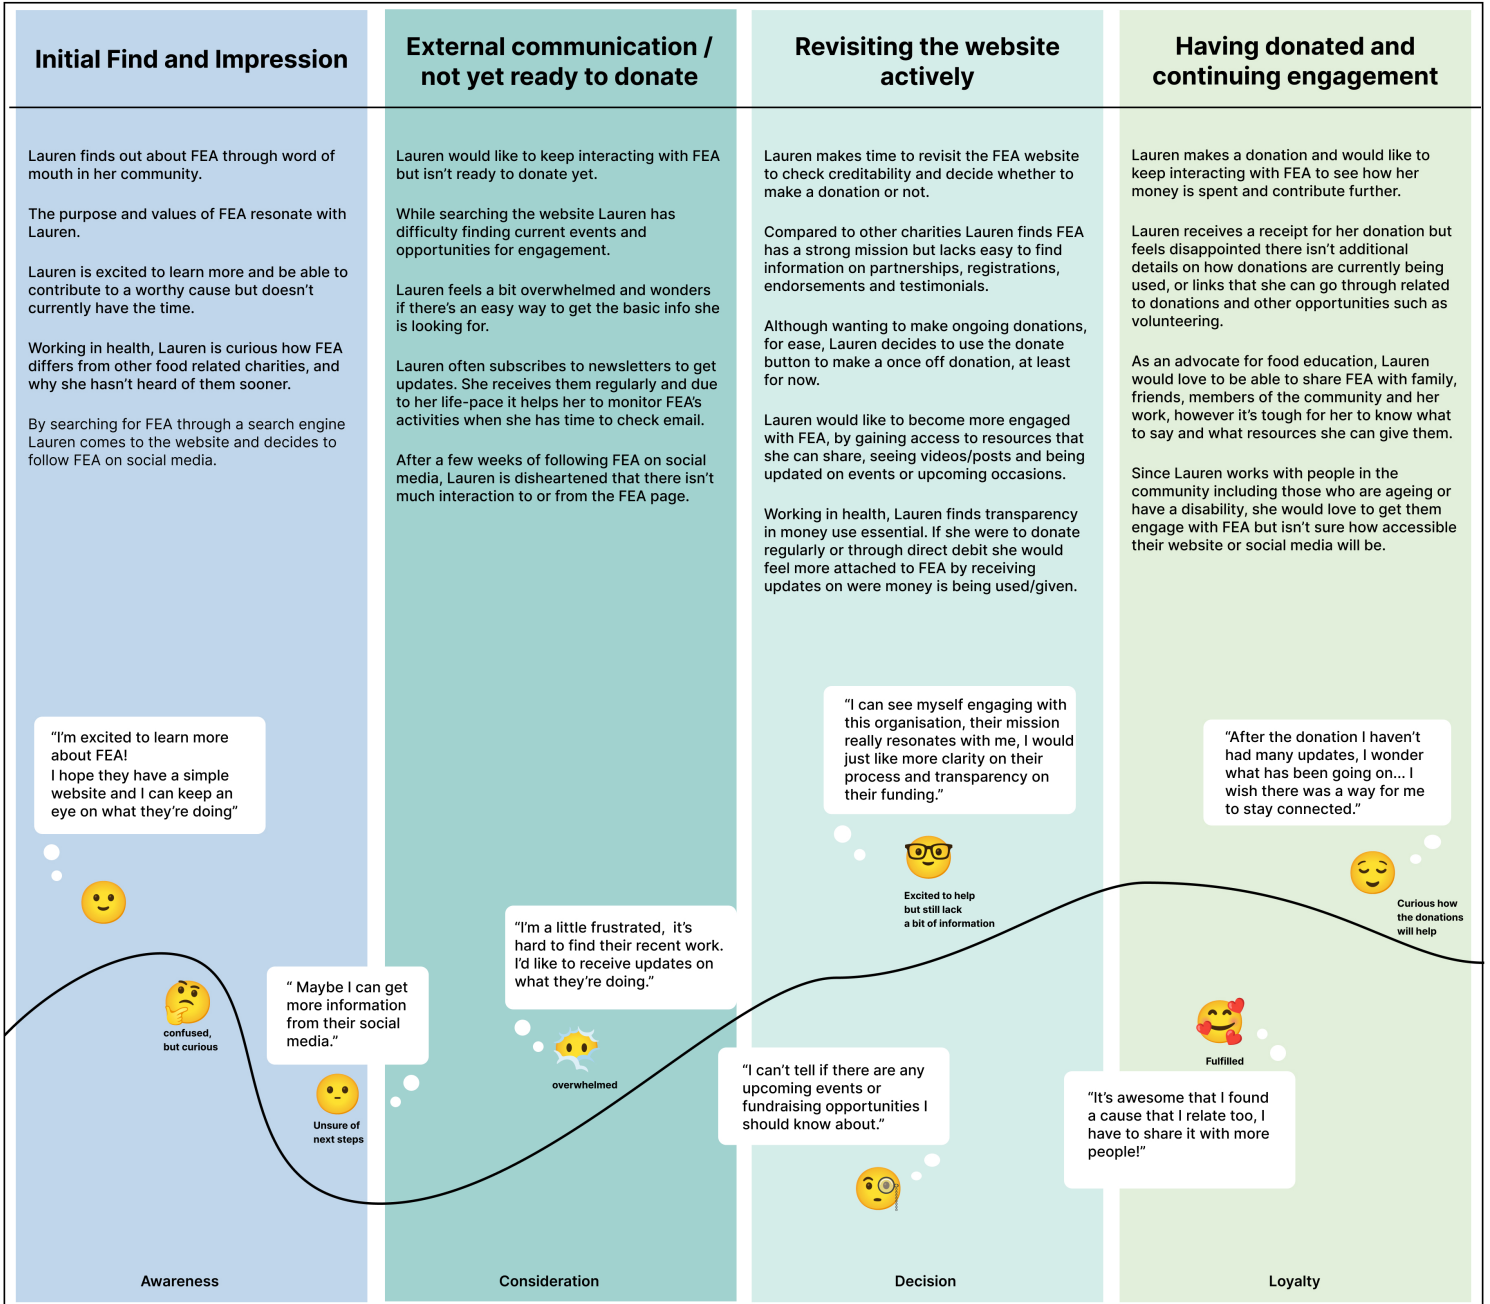 Initial Find and Impression
Lauren finds out about FEA through word of
mouth in her community.
The purpose and values of FEA resonate with
Lauren.
Lauren is excited to learn more and be able to
contribute to a worthy cause but doesn't
currently have the time.
Working in health, Lauren is curious how FEA
differs from other food related charities, and
why she hasn't heard of them sooner.
By searching for FEA through a search engine
Lauren comes to the website and decides to
follow FEA on social media.
“I’m excited to learn more
about FEA!
I hope they have a simple
website and I can keep an
eye on what they’re doing”
confused,
but curious
“ Maybe I can get
more information
from their social
media.”
Unsure of
next steps
Awareness
External communication /
not yet ready to donate
Lauren would like to keep interacting with FEA
but isn’t ready to donate yet.
While searching the website Lauren has
difficulty finding current events and
opportunities for engagement.
Lauren feels a bit overwhelmed and wonders
if there’s an easy way to get the basic info she
is looking for.
Lauren often subscribes to newsletters to get
updates. She receives them regularly and due
to her life-pace it helps her to monitor FEA’s
activities when she has time to check email.
After a few weeks of following FEA on social
media, Lauren is disheartened that there isn’t
much interaction to or from the FEA page.
“I’m a little frustrated,  it’s
hard to find their recent work.
I’d like to receive updates on
what they’re doing.”
overwhelmed
Consideration
Revisiting the website
actively
Lauren makes time to revisit the FEA website
to check creditability and decide whether to
make a donation or not.
Compared to other charities Lauren finds FEA
has a strong mission but lacks easy to find
information on partnerships, registrations,
endorsements and testimonials.
Although wanting to make ongoing donations,
for ease, Lauren decides to use the donate
button to make a once off donation, at least
for now.
Lauren would like to become more engaged
with FEA, by gaining access to resources that
she can share, seeing videos/posts and being
updated on events or upcoming occasions.
Working in health, Lauren finds transparency
in money use essential. If she were to donate
regularly or through direct debit she would
feel more attached to FEA by receiving
updates on were money is being used/given.
“I can see myself engaging with
this organisation, their mission
really resonates with me, I would
just like more clarity on their
process and transparency on
their funding.”
Excited to help
but still lack
a bit of information
“I can’t tell if there are any
upcoming events or
fundraising opportunities I
should know about.”
Decision
Having donated and
continuing engagement
Lauren makes a donation and would like to
keep interacting with FEA to see how her
money is spent and contribute further.
Lauren receives a receipt for her donation but
feels disappointed there isn’t additional
details on how donations are currently being
used, or links that she can go through related
to donations and other opportunities such as
volunteering.
As an advocate for food education, Lauren
would love to be able to share FEA with family,
friends, members of the community and her
work, however it’s tough for her to know what
to say and what resources she can give them.
Since Lauren works with people in the
community including those who are ageing or
have a disability, she would love to get them
engage with FEA but isn’t sure how accessible
their website or social media will be.
“After the donation I haven’t
had many updates, I wonder
what has been going on... I
wish there was a way for me
to stay connected.”
Curious how
the donations
will help
Fulfilled
“It’s awesome that I found
a cause that I relate too, I
have to share it with more
people!”
Loyalty